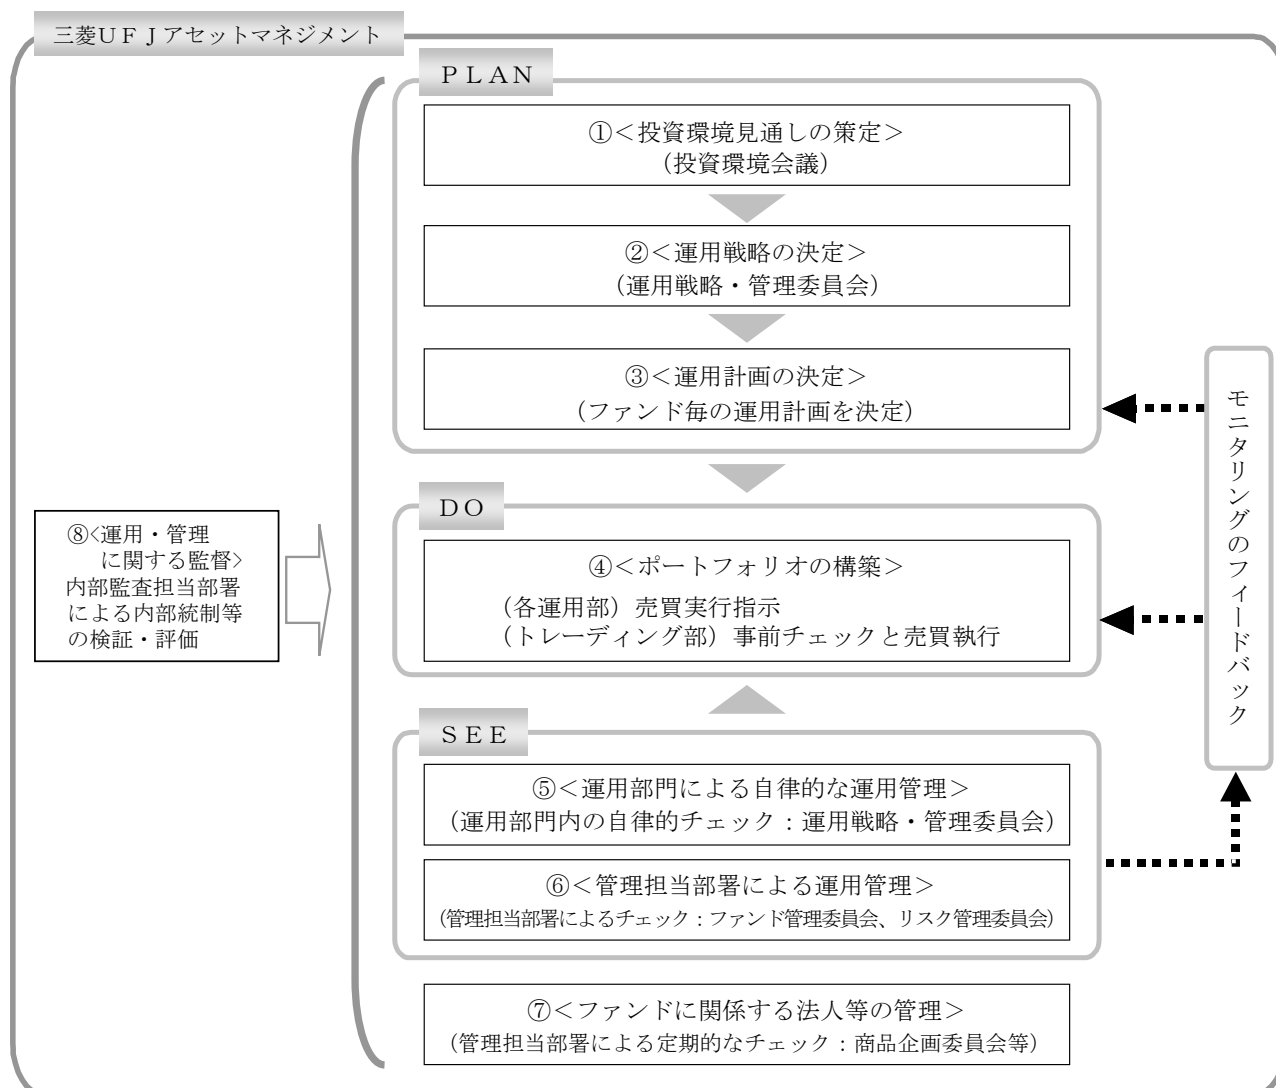 三菱ＵＦＪアセットマネジメント
ＰＬＡＮ
①＜投資環境見通しの策定＞
（投資環境会議）
②＜運用戦略の決定＞
（運用戦略・管理委員会）
③＜運用計画の決定＞
（ファンド毎の運用計画を決定）
ＤＯ
④＜ポートフォリオの構築＞
（各運用部）売買実行指示
（トレーディング部）事前チェックと売買執行
ＳＥＥ
⑤＜運用部門による自律的な運用管理＞
（運用部門内の自律的チェック：運用戦略・管理委員会）
⑥＜管理担当部署による運用管理＞
（管理担当部署によるチェック：ファンド管理委員会、リスク管理委員会）
⑦＜ファンドに関係する法人等の管理＞
（管理担当部署による定期的なチェック：商品企画委員会等）
⑧<運用・管理
に関する監督>
内部監査担当部署
による内部統制等
の検証・評価
モニタリングのフィードバック